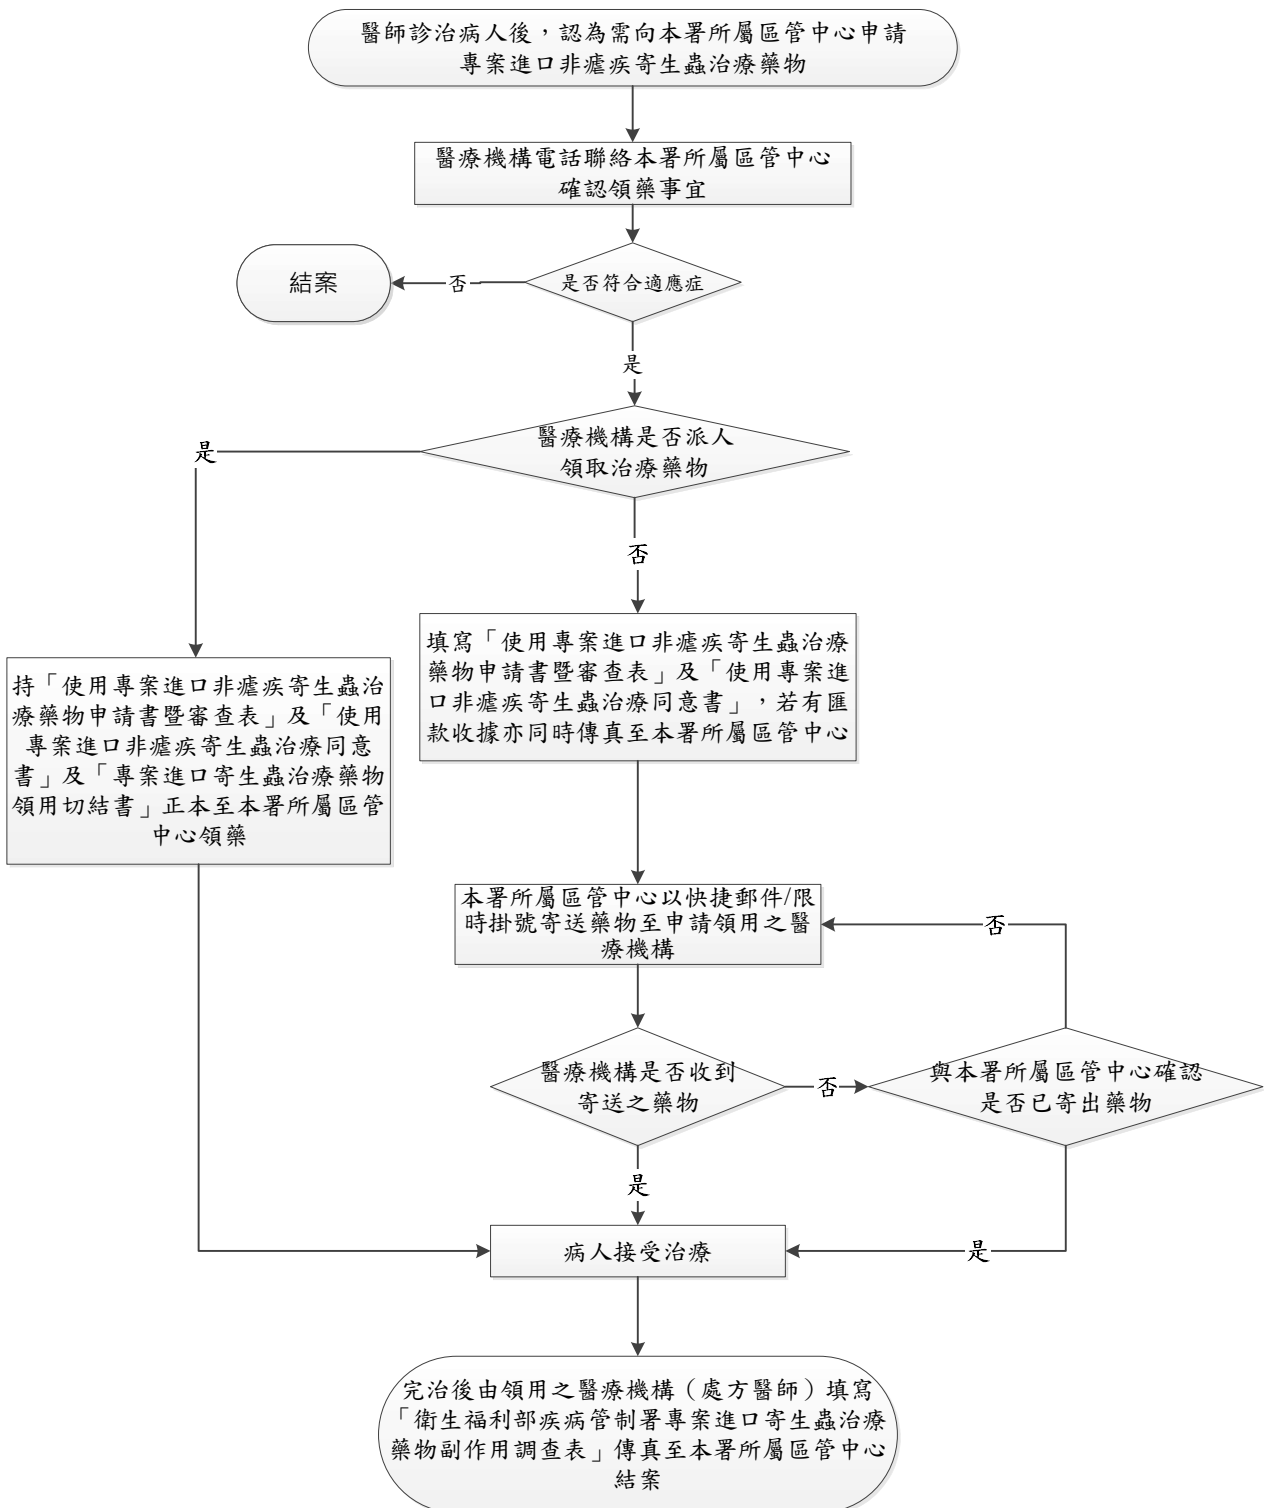 醫師診治病人後，認為需向本署所屬區管中心申請
專案進口非瘧疾寄生蟲治療藥物
醫療機構電話聯絡本署所屬區管中心
確認領藥事宜
結案
否
是否符合適應症
是
醫療機構是否派人
領取治療藥物
是
否
持「使用專案進口非瘧疾寄生蟲治
療藥物申請書暨審查表」及「使用
專案進口非瘧疾寄生蟲治療同意
書」及「專案進口寄生蟲治療藥物
領用切結書」正本至本署所屬區管
中心領藥
填寫「使用專案進口非瘧疾寄生蟲治療
藥物申請書暨審查表」及「使用專案進
口非瘧疾寄生蟲治療同意書」，若有匯
款收據亦同時傳真至本署所屬區管中心
本署所屬區管中心以快捷郵件/限
時掛號寄送藥物至申請領用之醫
療機構
否
醫療機構是否收到
寄送之藥物
否
與本署所屬區管中心確認
是否已寄出藥物
是
病人接受治療
是
完治後由領用之醫療機構（處方醫師）填寫
「衛生福利部疾病管制署專案進口寄生蟲治療
藥物副作用調查表」傳真至本署所屬區管中心
結案